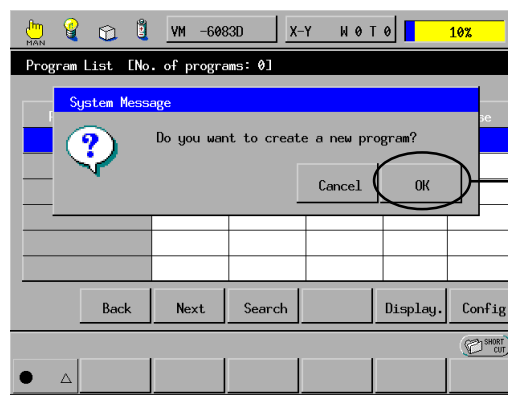 MAN VM -6083D X-Y W 0 T 0 10%
Program List [No. of programs: 0]
System Message
P se
Do you want to create a new program?
Cancel OK
Back Next Search Display. Config
SHORT
CUT